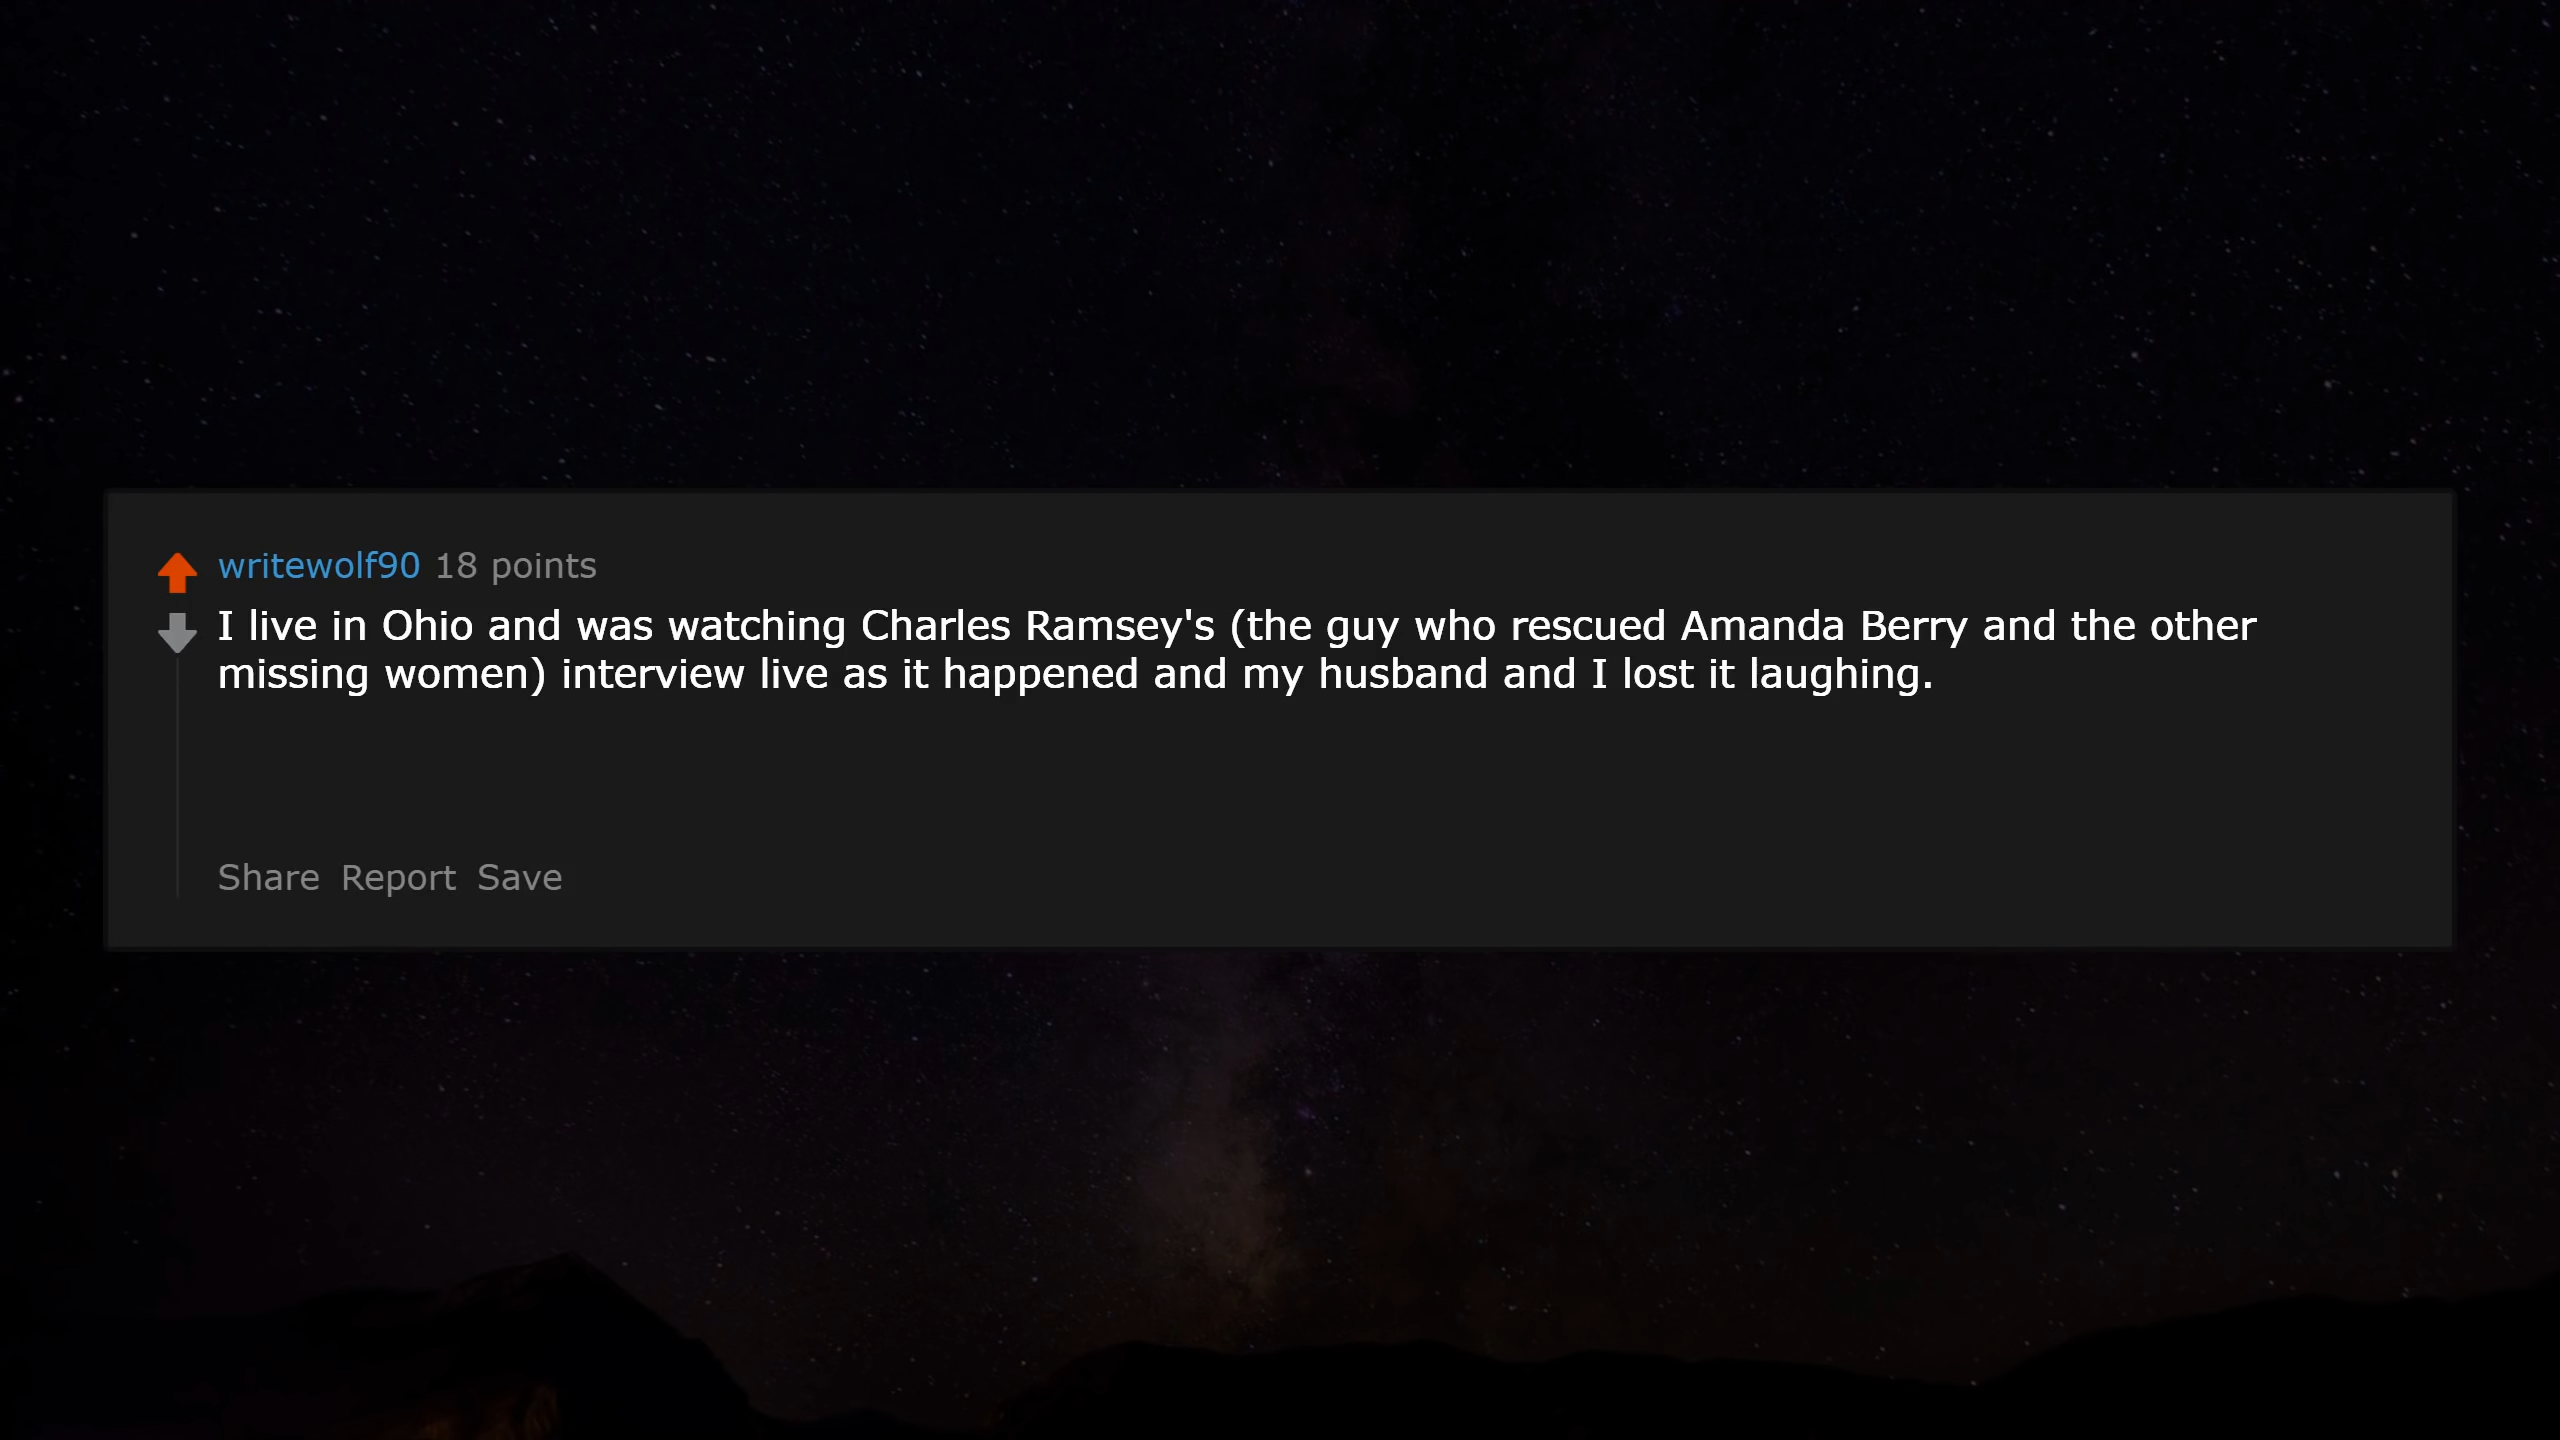 writewolf90 18 points
I live in Ohio and was watching Charles Ramsey's (the guy who rescued Amanda Berry and the other
missing women) interview live as it happened and my husband and I lost it laughing.
Share Report Save